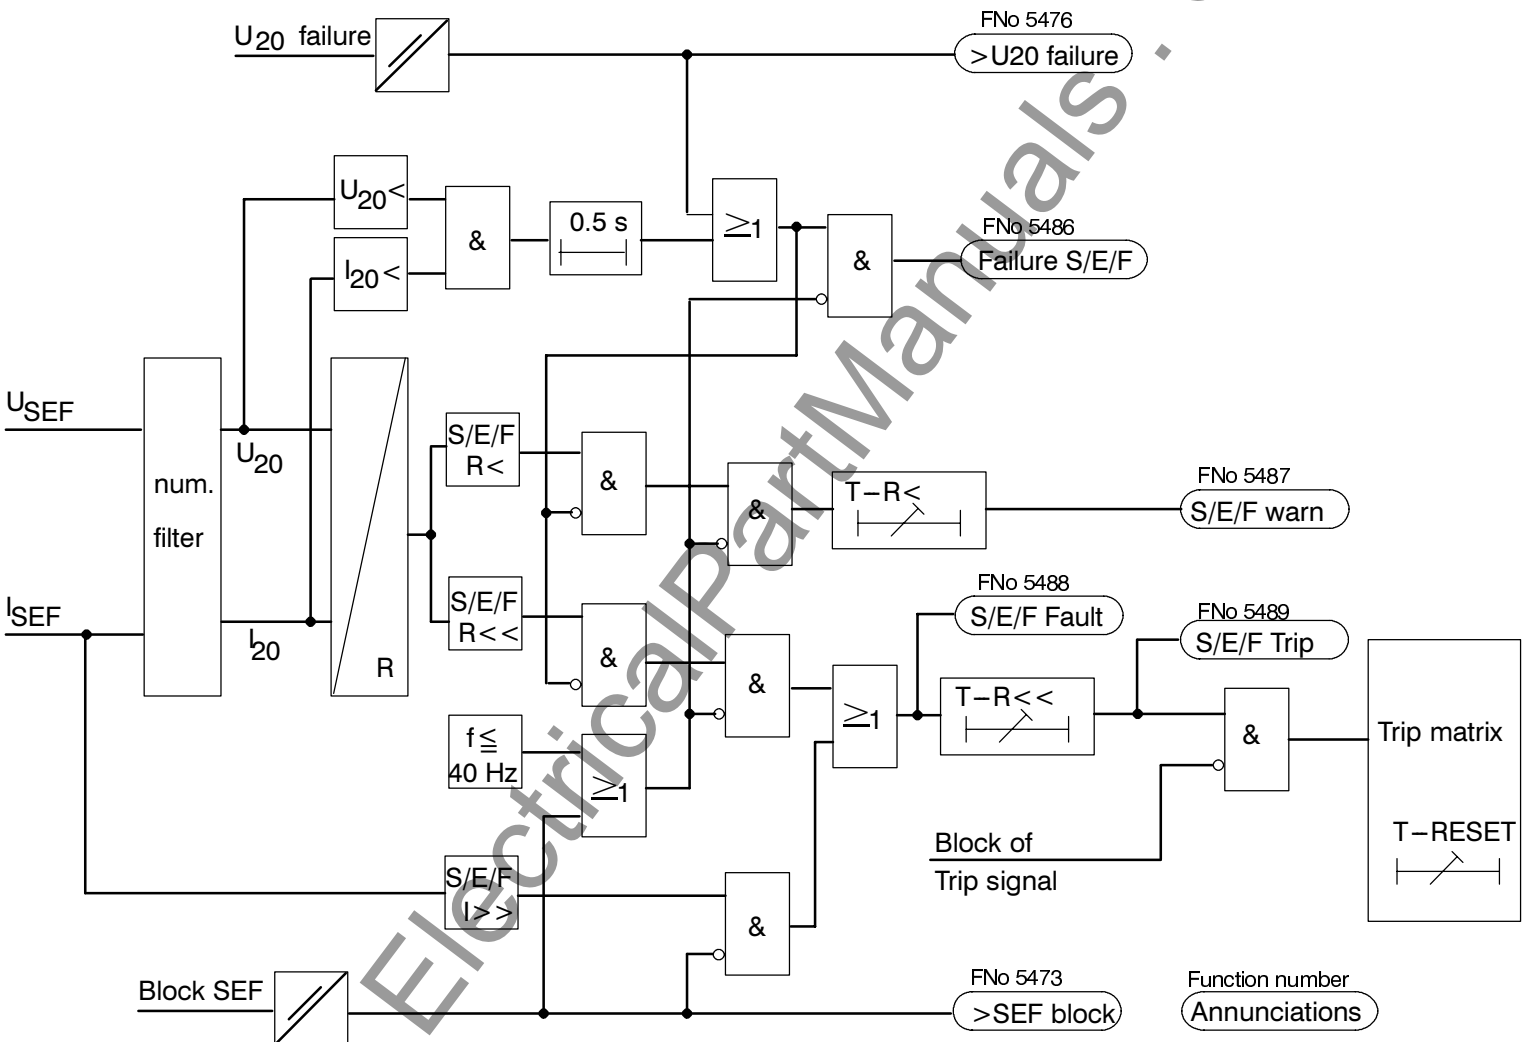 FNo 5476
U20 failure
>U20 failure
U20<
&
0.5 s
≥1
FNo 5486
I20<
&
Failure S/E/F
USEF
U20
num.
filter
S/E/F
R<
&
T−R<
FNo 5487
&
S/E/F warn
ISEF
I20
R
S/E/F
R<<
&
FNo 5488
S/E/F Fault
FNo 5489
S/E/F Trip
&
≥1
T−R<<
&
Trip matrix
f≦
40 Hz
≥1
Block of
Trip signal
T−RESET
S/E/F
I>>
&
Block SEF
FNo 5473
>SEF block
Function number
Annunciations
ElectricalPartManuals .